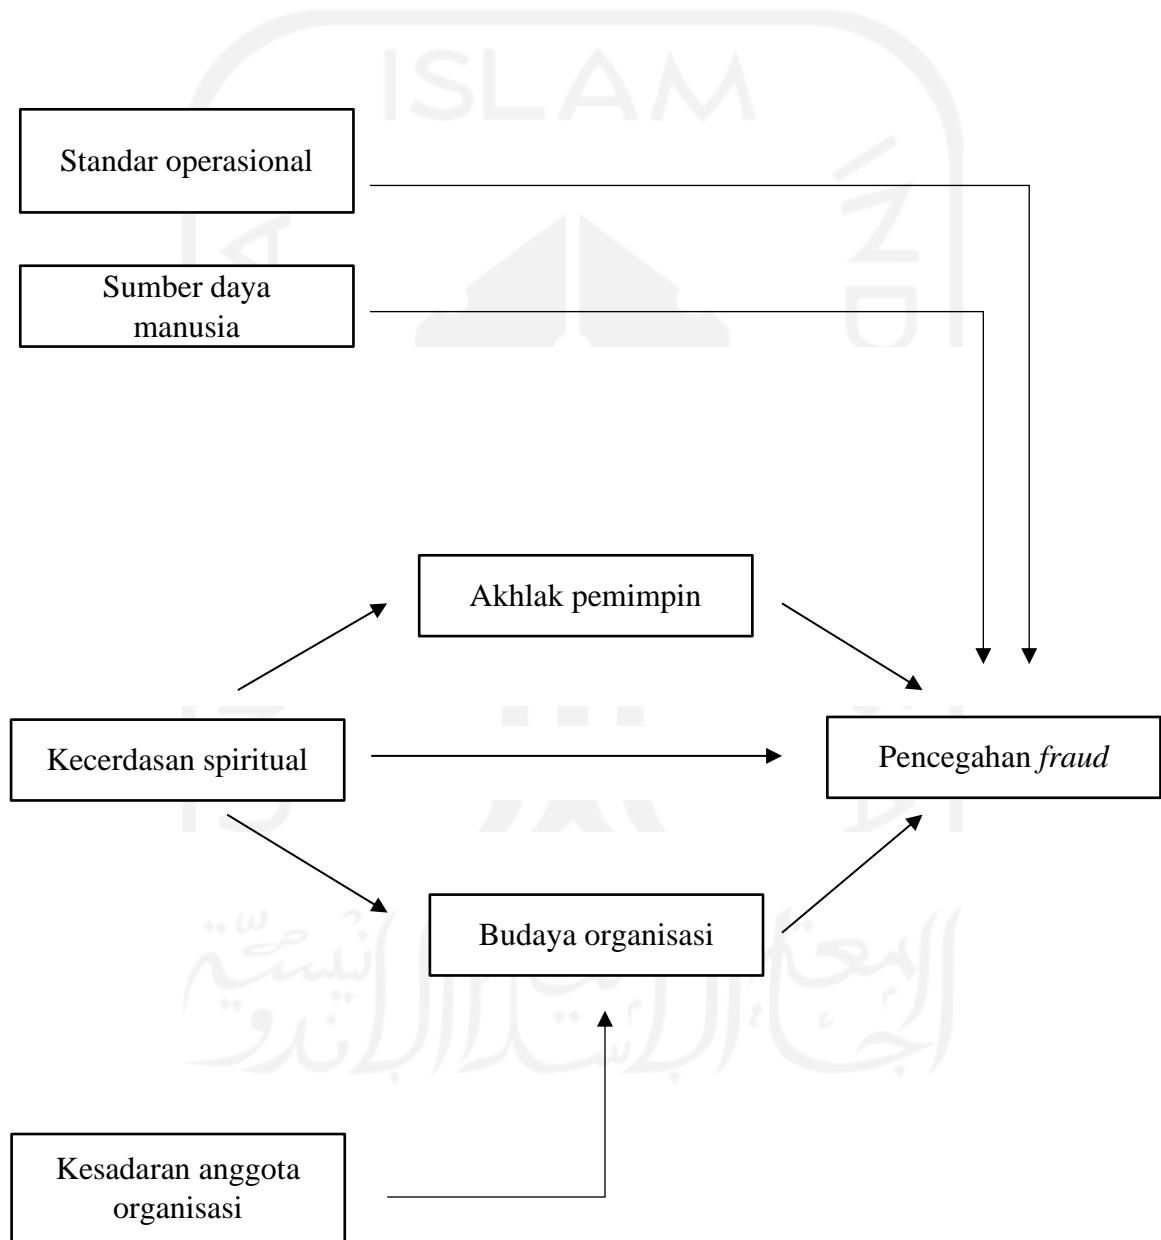 ISLAM
Standar operasional
Sumber daya
manusia
Akhlak pemimpin
Kecerdasan spiritual
Pencegahan fraud
Budaya organisasi
Kesadaran anggota
organisasi